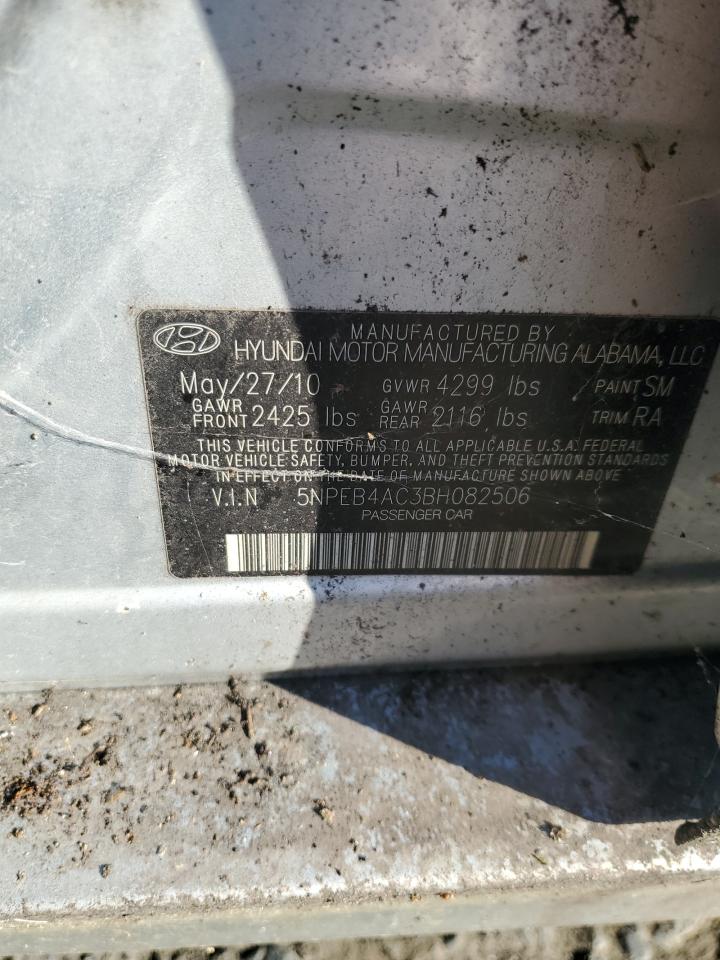 MANUFACTURED BY
HYUNDAI MOTOR MANUFACTURING ALABAMA, LLC
May/27/10 GVWR 4299 lbs PAINT SM
GAWR FRONT 2425 lbs GAWR REAR 2116 lbs TRIM RA
THIS VEHICLE CONFORMS TO ALL APPLICABLE U.S.A. FEDERAL
MOTOR VEHICLE SAFETY, BUMPER, AND THEFT PREVENTION STANDARDS
IN EFFECT ON THE DATE OF MANUFACTURE SHOWN ABOVE
V.I.N 5NPEB4AC3BH082506
PASSENGER CAR